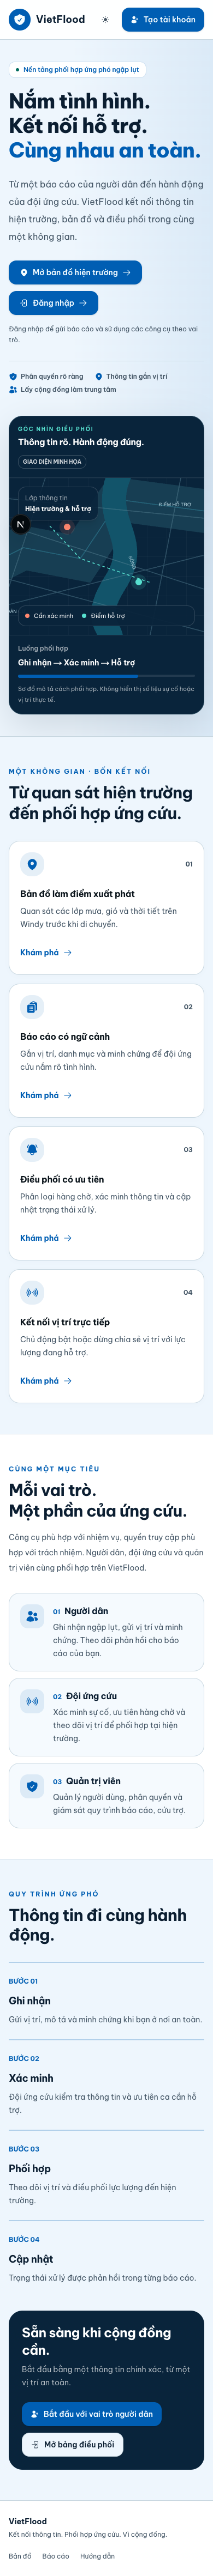 VietFlood
Tạo tài khoản
Nền tảng phối hợp ứng phó ngập lụt
Nắm tình hình.
Kết nối hỗ trợ.
Cùng nhau an toàn.
Từ một báo cáo của người dân đến hành động
của đội ứng cứu. VietFlood kết nối thông tin
hiện trường, bản đồ và điều phối trong cùng
một không gian.
Mở bản đồ hiện trường
Đăng nhập
Đăng nhập để gửi báo cáo và sử dụng các công cụ theo vai
trò.
Phân quyền rõ ràng
Thông tin gắn vị trí
Lấy cộng đồng làm trung tâm
GÓC NHÌN ĐIỀU PHỐI
Thông tin rõ. Hành động đúng.
GIAO DIỆN MINH HỌA
Lớp thông tin
Hiện trường & hỗ trợ
ĐIỂM HỖ TRỢ
N
SÔNG
Cần xác minh
Điểm hỗ trợ
Luồng phối hợp
Ghi nhận → Xác minh → Hỗ trợ
Sơ đồ mô tả cách phối hợp. Không hiển thị số liệu sự cố hoặc
vị trí thực tế.
MỘT KHÔNG GIAN · BỐN KẾT NỐI
Từ quan sát hiện trường
đến phối hợp ứng cứu.
01
Bản đồ làm điểm xuất phát
Quan sát các lớp mưa, gió và thời tiết trên
Windy trước khi di chuyển.
Khám phá
02
Báo cáo có ngữ cảnh
Gắn vị trí, danh mục và minh chứng để đội ứng
cứu nắm rõ tình hình.
Khám phá
03
Điều phối có ưu tiên
Phân loại hàng chờ, xác minh thông tin và cập
nhật trạng thái xử lý.
Khám phá
04
Kết nối vị trí trực tiếp
Chủ động bật hoặc dừng chia sẻ vị trí với lực
lượng đang hỗ trợ.
Khám phá
CÙNG MỘT MỤC TIÊU
Mỗi vai trò.
Một phần của ứng cứu.
Công cụ phù hợp với nhiệm vụ, quyền truy cập phù
hợp với trách nhiệm. Người dân, đội ứng cứu và quản
trị viên cùng phối hợp trên VietFlood.
01 Người dân
Ghi nhận ngập lụt, gửi vị trí và minh
chứng. Theo dõi phản hồi cho báo
cáo của bạn.
02 Đội ứng cứu
Xác minh sự cố, ưu tiên hàng chờ và
theo dõi vị trí để phối hợp tại hiện
trường.
03 Quản trị viên
Quản lý người dùng, phân quyền và
giám sát quy trình báo cáo, cứu trợ.
QUY TRÌNH ỨNG PHÓ
Thông tin đi cùng hành
động.
BƯỚC 01
Ghi nhận
Gửi vị trí, mô tả và minh chứng khi bạn ở nơi an toàn.
BƯỚC 02
Xác minh
Đội ứng cứu kiểm tra thông tin và ưu tiên ca cần hỗ
trợ.
BƯỚC 03
Phối hợp
Theo dõi vị trí và điều phối lực lượng đến hiện
trường.
BƯỚC 04
Cập nhật
Trạng thái xử lý được phản hồi trong từng báo cáo.
Sẵn sàng khi cộng đồng
cần.
Bắt đầu bằng một thông tin chính xác, từ một
vị trí an toàn.
Bắt đầu với vai trò người dân
Mở bảng điều phối
VietFlood
Kết nối thông tin. Phối hợp ứng cứu. Vì cộng đồng.
Bản đồ
Báo cáo
Hướng dẫn